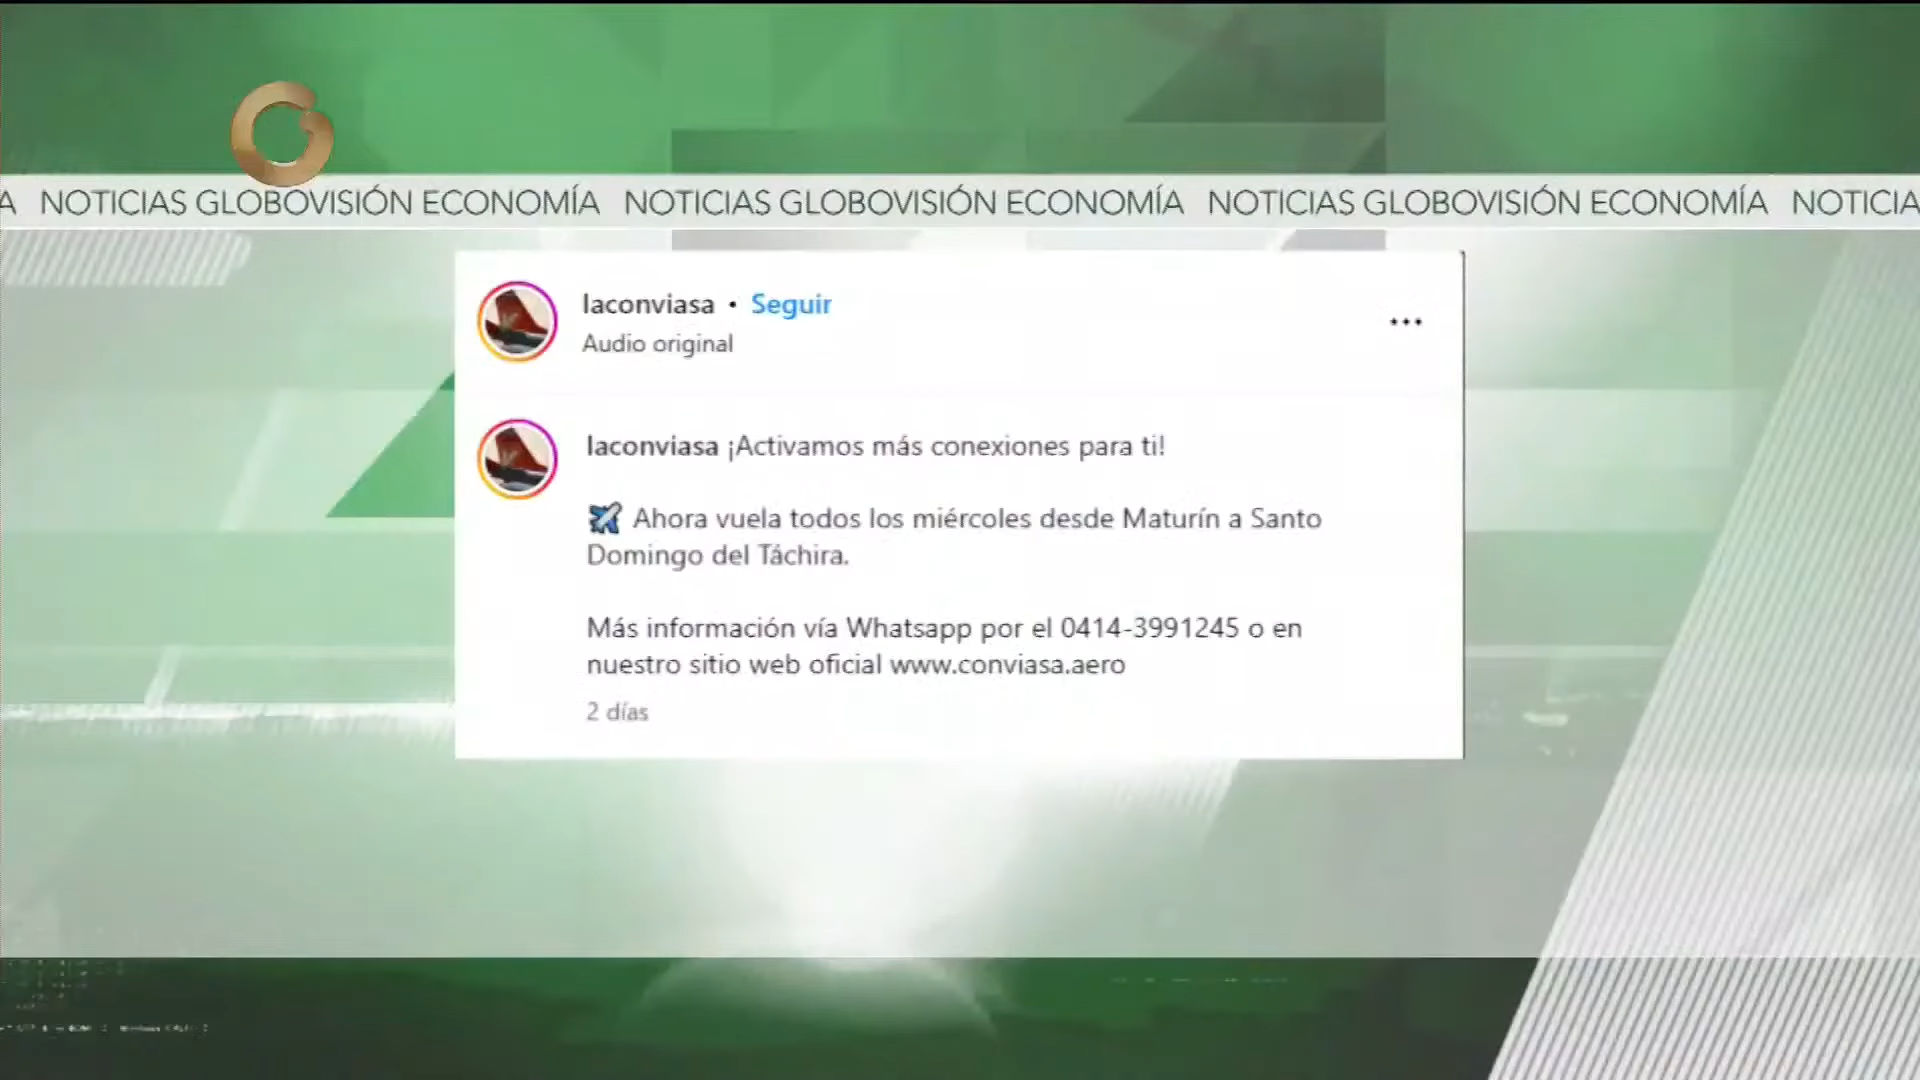 A NOTICIAS GLOBOVISIÓN ECONOMÍA NOTICIAS GLOBOVISIÓN ECONOMÍA NOTICIAS GLOBOVISIÓN ECONOMÍA NOTICIA
laconviasa • Seguir
Audio original
laconviasa ¡Activamos más conexiones para ti!
✈️ Ahora vuela todos los miércoles desde Maturín a Santo
Domingo del Táchira.
Más información vía Whatsapp por el 0414-3991245 o en
nuestro sitio web oficial www.conviasa.aero
2 días